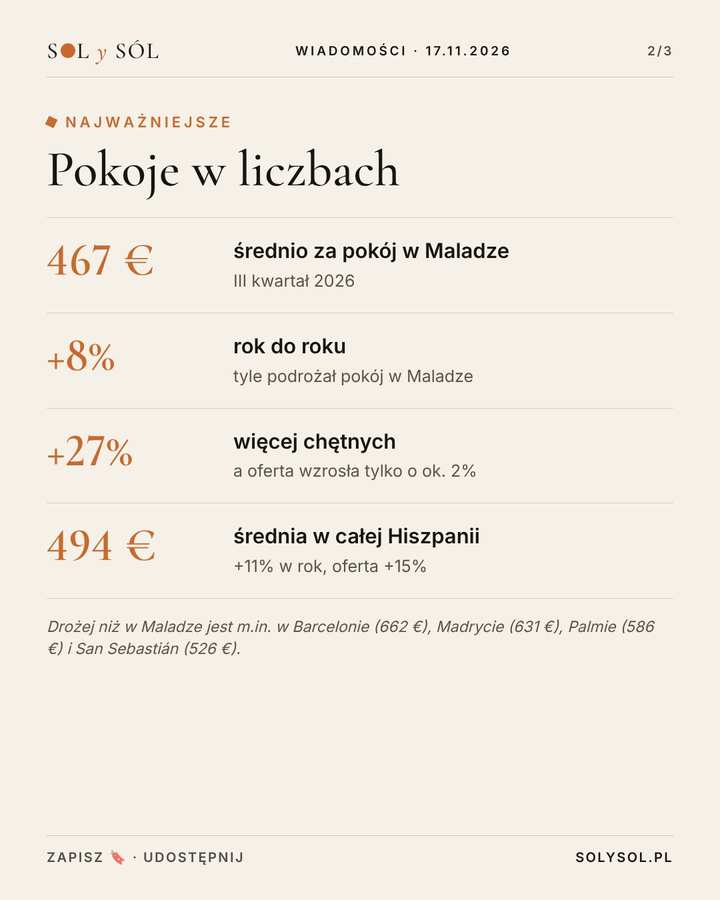 SOL y SÓL
WIADOMOŚCI · 17.11.2026
2/3
NAJWAŻNIEJSZE
Pokoje w liczbach
467 €
średnio za pokój w Maladze
III kwartał 2026
+8%
rok do roku
tyle podrożał pokój w Maladze
+27%
więcej chętnych
a oferta wzrosła tylko o ok. 2%
494 €
średnia w całej Hiszpanii
+11% w rok, oferta +15%
Drożej niż w Maladze jest m.in. w Barcelonie (662 €), Madrycie (631 €), Palmie (586
€) i San Sebastián (526 €).
ZAPISZ 🔖 · UDOSTĘPNIJ
SOLYSOL.PL